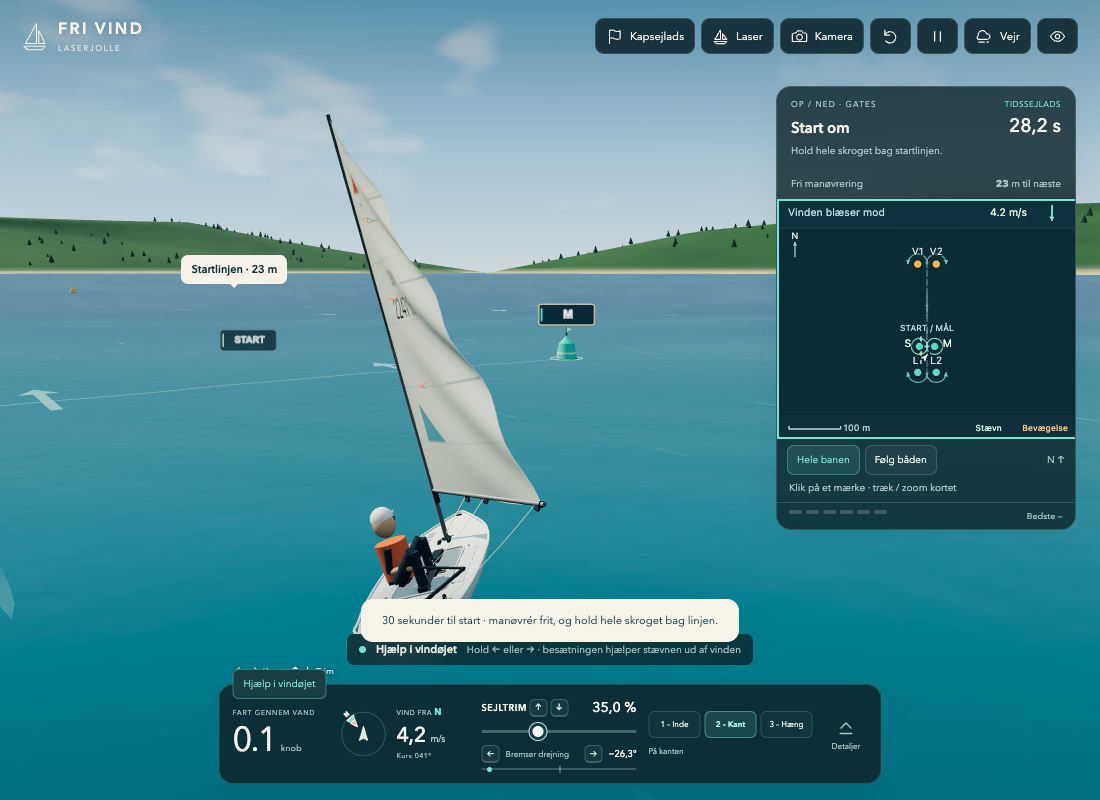 FRI VIND
LASERJOLLE
Kapsejlads
Laser
Kamera
Vejr
OP / NED · GATES
TIDSSEJLADS
Start om
28,2 s
Hold hele skroget bag startlinjen.
Fri manøvrering
23 m til næste
Vinden blæser mod
4.2 m/s
N
V1 V2
START / MÅL
S M
L1 L2
100 m
Stævn
Bevægelse
Hele banen
Følg båden
N ↑
Klik på et mærke · træk / zoom kortet
Bedste –
Startlinjen · 23 m
START
M
30 sekunder til start · manøvrér frit, og hold hele skroget bag linjen.
Hjælp i vindøjet
Hold ← eller → · besætningen hjælper stævnen ud af vinden
Hjælp i vindøjet
FART GENNEM VAND
0.1 knob
VIND FRA N
4,2 m/s
Kurs 041°
SEJLTRIM ↑ ↓ 35,0 %
← Bremser drejning → −26,3°
1 – Inde
2 – Kant
3 – Hæng
På kanten
Detaljer